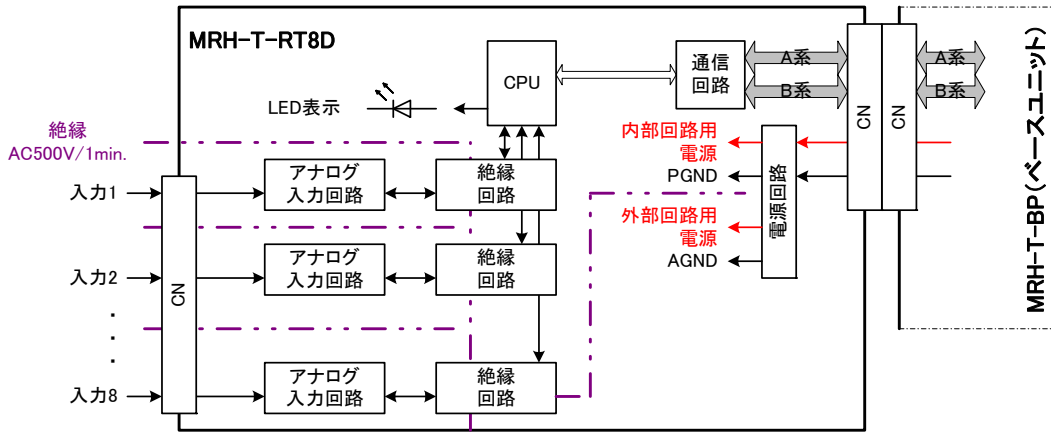 MRH-T-RT8D
CPU
通信
回路
A系
B系
CN
CN
A系
B系
MRH-T-BP(ベースユニット)
LED表示
絶縁
AC500V/1min.
内部回路用
電源
PGND
外部回路用
電源
AGND
電源回路
入力1
アナログ
入力回路
絶縁
回路
入力2
アナログ
入力回路
絶縁
回路
CN
入力8
アナログ
入力回路
絶縁
回路